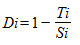 Di = 1 − Ti/Si